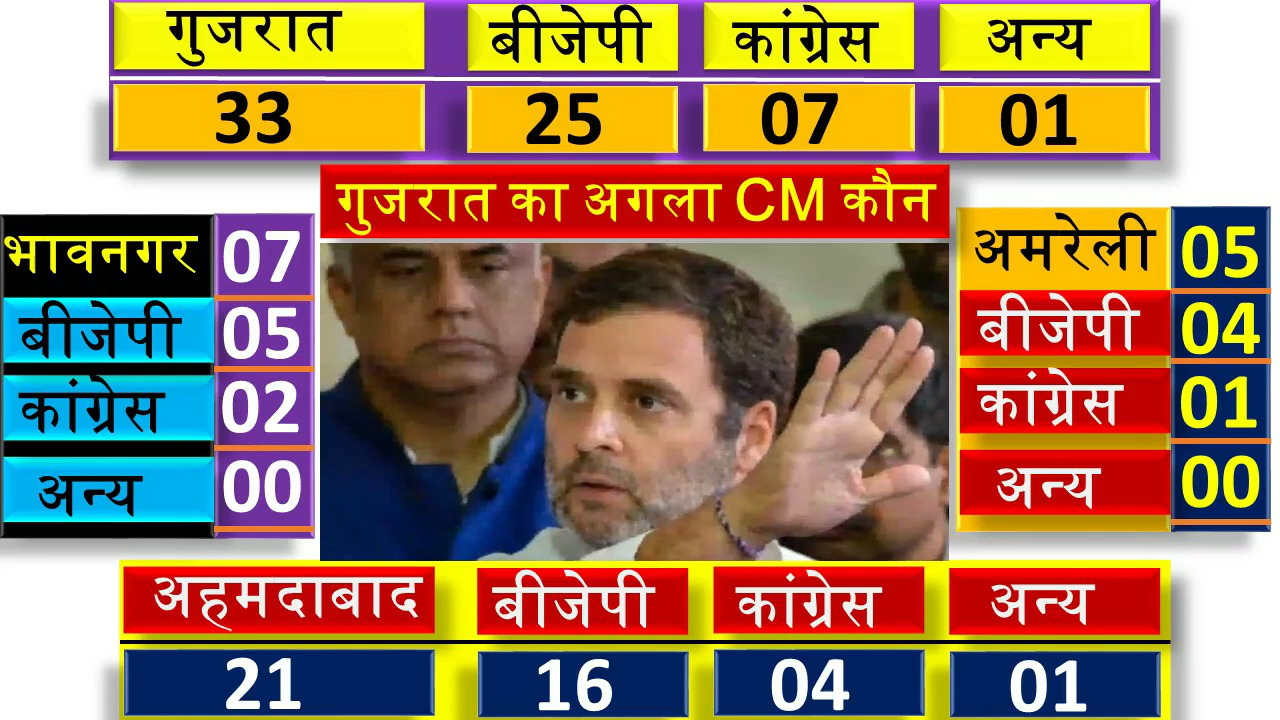 गुजरात बीजेपी कांग्रेस अन्य
33 25 07 01
गुजरात का अगला CM कौन
भावनगर 07
बीजेपी 05
कांग्रेस 02
अन्य 00
अमरेली 05
बीजेपी 04
कांग्रेस 01
अन्य 00
अहमदाबाद बीजेपी कांग्रेस अन्य
21 16 04 01